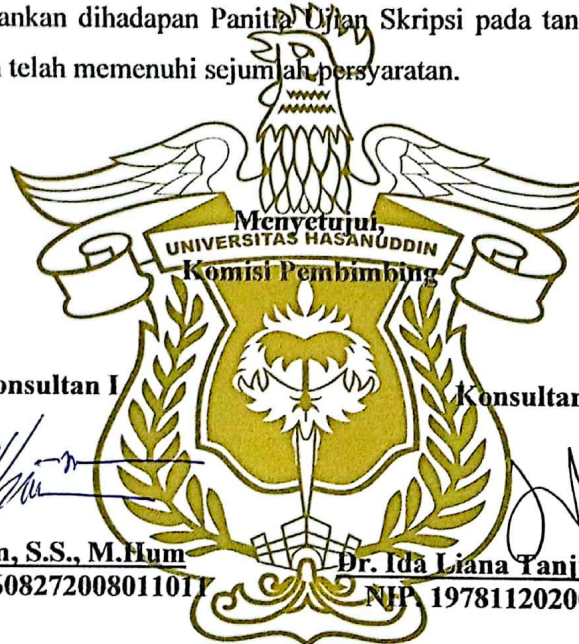 ankan dihadapan Panitia Ujian Skripsi pada tan
telah memenuhi sejumlah persyaratan.
Menyetujui,
UNIVERSITAS HASANUDDIN
Komisi Pembimbing
onsultan I
Konsultan
n, S.S., M.Hum
508272008011011
Dr. Ida Liana Tanj
NIP. 1978112020